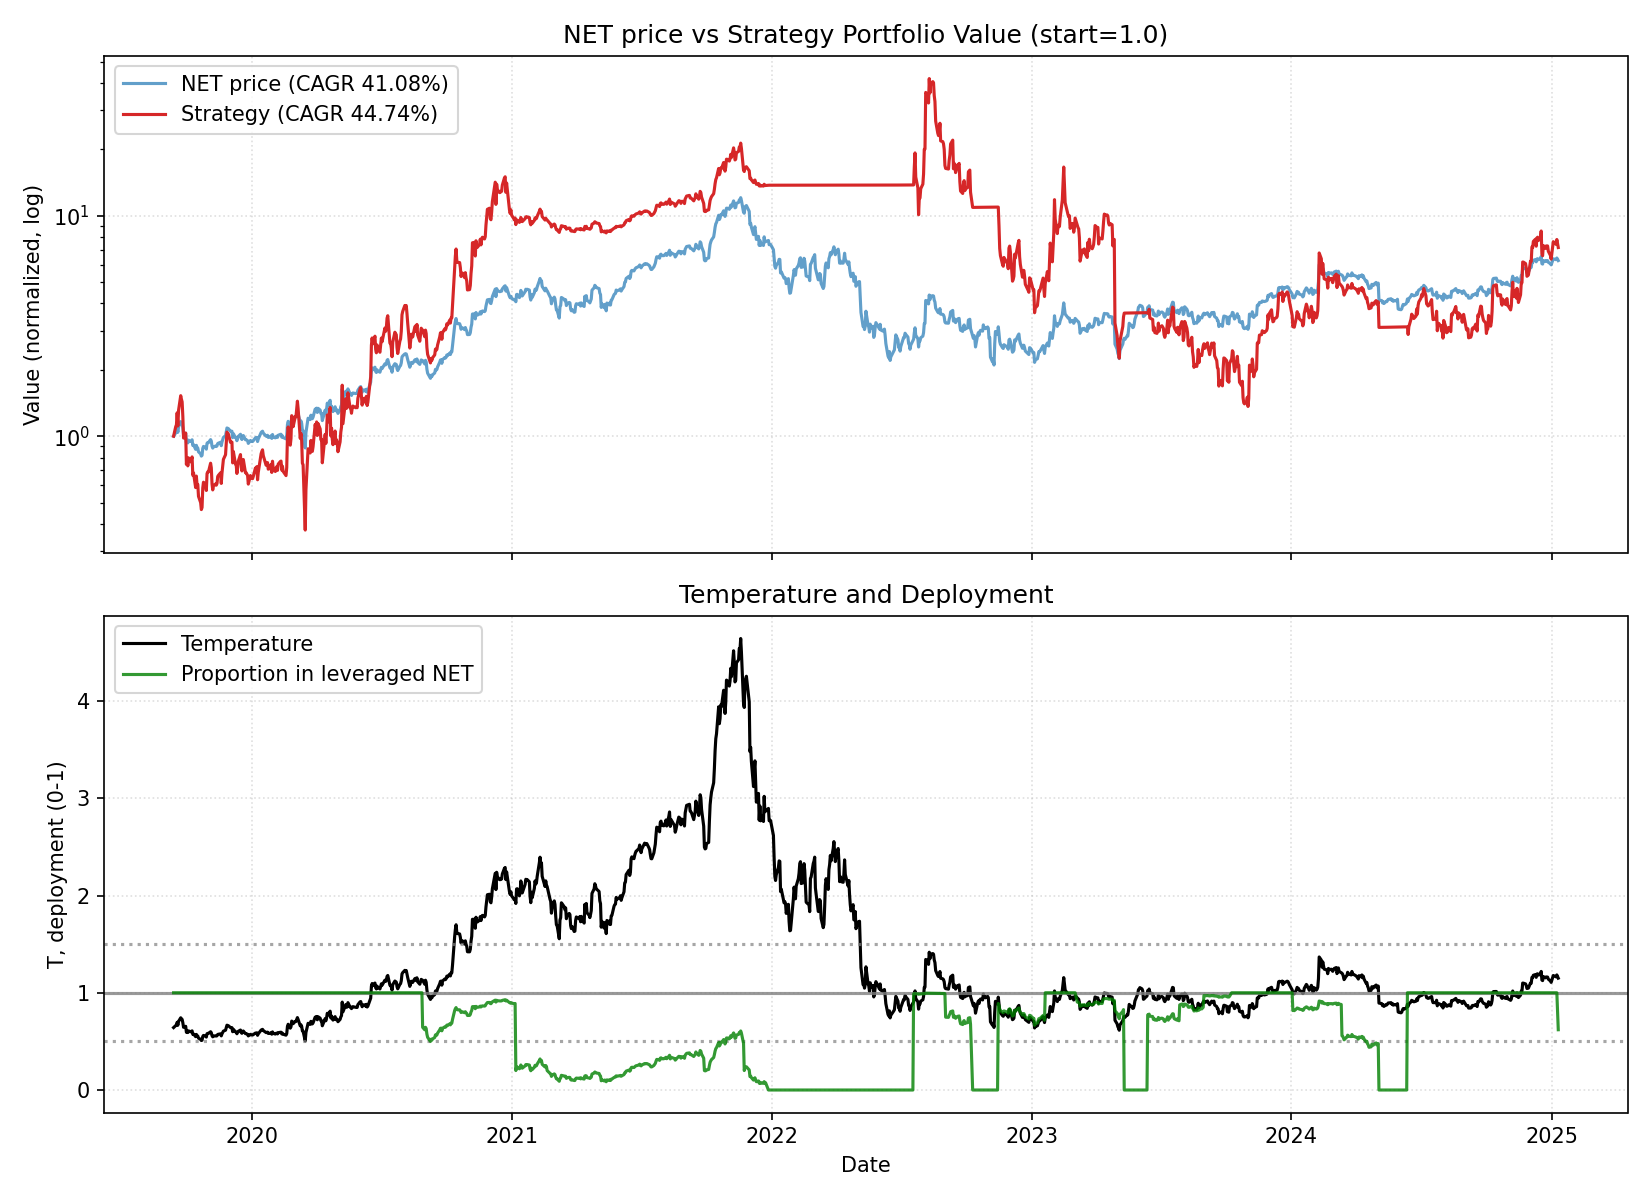 NET price vs Strategy Portfolio Value (start=1.0)
NET price (CAGR 41.08%)
Strategy (CAGR 44.74%)
Value (normalized, log)
10¹
10⁰
Temperature and Deployment
Temperature
Proportion in leveraged NET
T, deployment (0-1)
4
3
2
1
0
2020 2021 2022 2023 2024 2025
Date